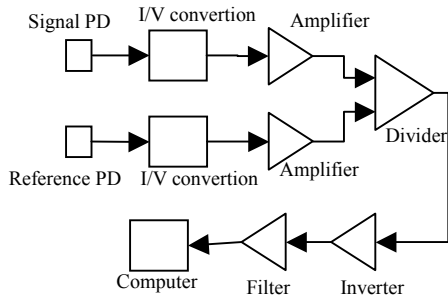 Signal PD
I/V convertion
Amplifier
Divider
Reference PD
I/V convertion
Amplifier
Computer
Filter
Inverter